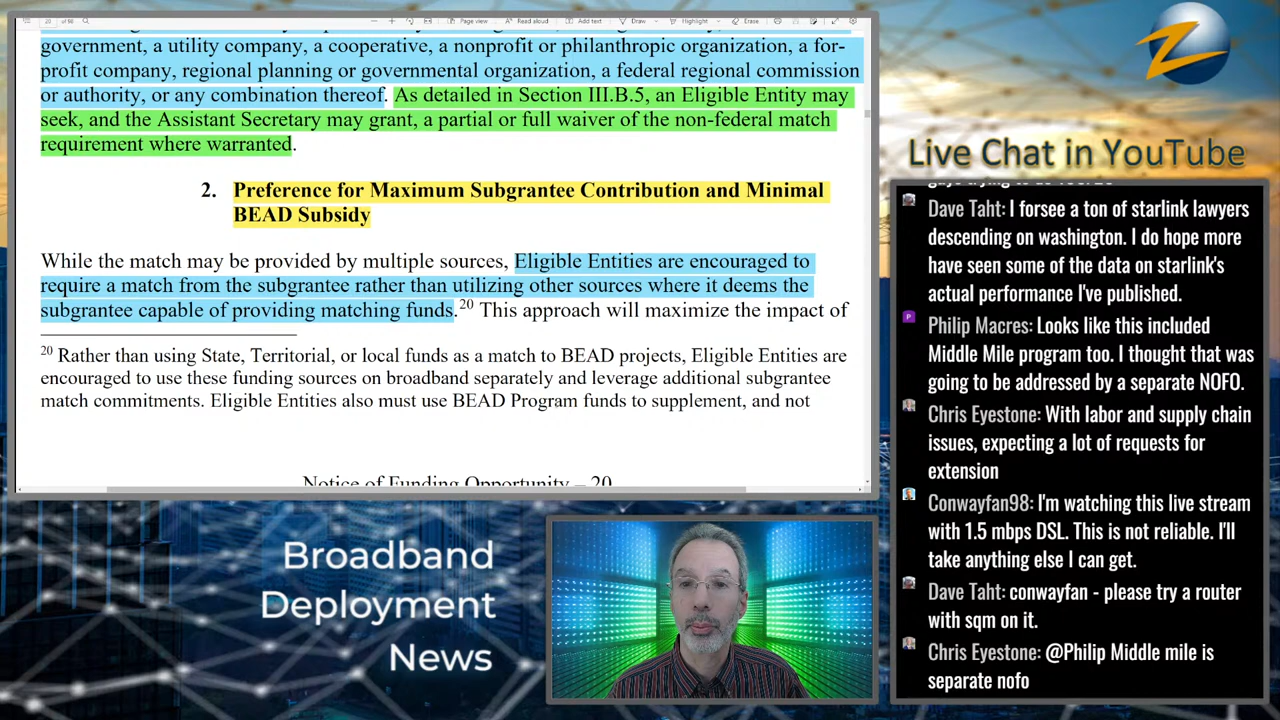 20 of 98
Page view
Read aloud
Add text
Draw
Highlight
Erase
government, a utility company, a cooperative, a nonprofit or philanthropic organization, a for-
profit company, regional planning or governmental organization, a federal regional commission
or authority, or any combination thereof. As detailed in Section III.B.5, an Eligible Entity may
seek, and the Assistant Secretary may grant, a partial or full waiver of the non-federal match
requirement where warranted.
2. Preference for Maximum Subgrantee Contribution and Minimal
BEAD Subsidy
While the match may be provided by multiple sources, Eligible Entities are encouraged to
require a match from the subgrantee rather than utilizing other sources where it deems the
subgrantee capable of providing matching funds.20 This approach will maximize the impact of
20 Rather than using State, Territorial, or local funds as a match to BEAD projects, Eligible Entities are
encouraged to use these funding sources on broadband separately and leverage additional subgrantee
match commitments. Eligible Entities also must use BEAD Program funds to supplement, and not
Notice of Funding Opportunity – 20
Broadband
Deployment
News
Live Chat in YouTube
Dave Taht: I forsee a ton of starlink lawyers
descending on washington. I do hope more
have seen some of the data on starlink's
actual performance I've published.
P
Philip Macres: Looks like this included
Middle Mile program too. I thought that was
going to be addressed by a separate NOFO.
Chris Eyestone: With labor and supply chain
issues, expecting a lot of requests for
extension
Conwayfan98: I'm watching this live stream
with 1.5 mbps DSL. This is not reliable. I'll
take anything else I can get.
Dave Taht: conwayfan - please try a router
with sqm on it.
Chris Eyestone: @Philip Middle mile is
separate nofo